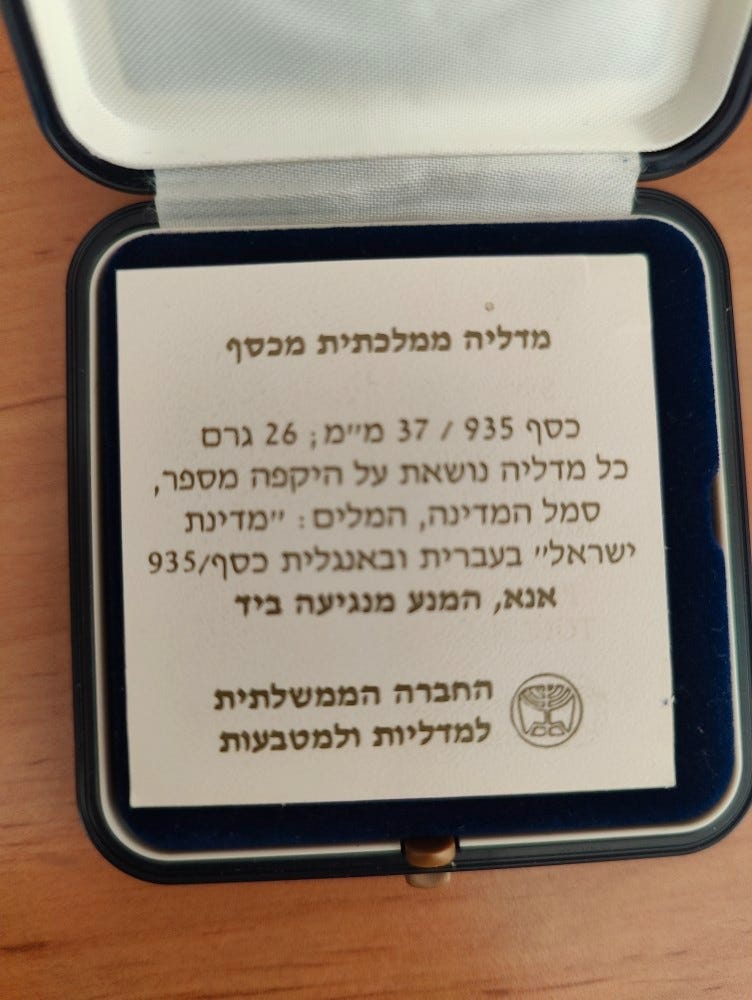 מדליה ממלכתית מכסף
כסף 935 / 37 מ״מ; 26 גרם
כל מדליה נושאת על היקפה מספר,
סמל המדינה, המלים: ״מדינת
ישראל״ בעברית ובאנגלית כסף/935
אנא, המנע מנגיעה ביד
החברה הממשלתית
למדליות ולמטבעות